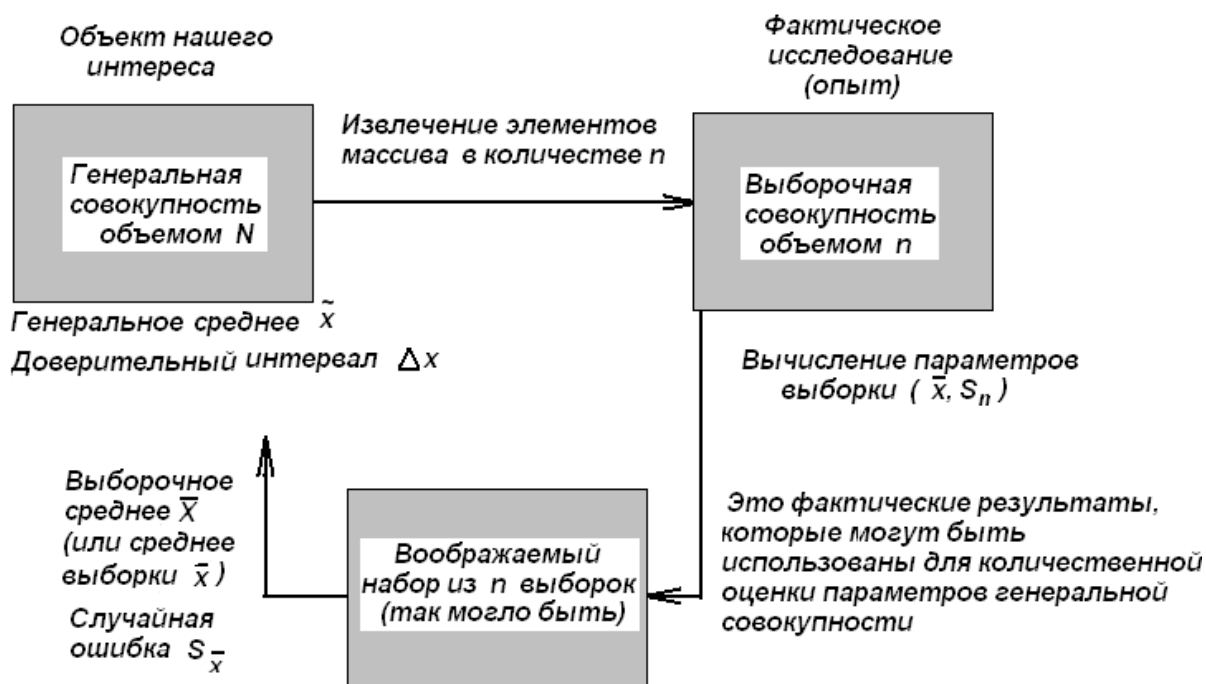 Объект нашего
интереса
Генеральная
совокупность
объемом N
Генеральное среднее x̃
Доверительный интервал Δx
Извлечение элементов
массива в количестве n
Фактическое
исследование
(опыт)
Выборочная
совокупность
объемом n
Вычисление параметров
выборки ( x̄, Sₙ )
Это фактические результаты,
которые могут быть
использованы для количественной
оценки параметров генеральной
совокупности
Воображаемый
набор из n выборок
(так могло быть)
Выборочное
среднее X̄
(или среднее
выборки x̄ )
Случайная
ошибка S_x̄